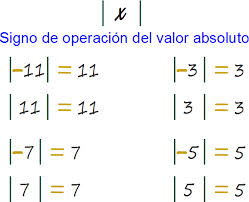 | x |
Signo de operación del valor absoluto
|-11| = 11 |-3| = 3
| 11 | = 11 | 3 | = 3
|-7| = 7 |-5| = 5
| 7 | = 7 | 5 | = 5